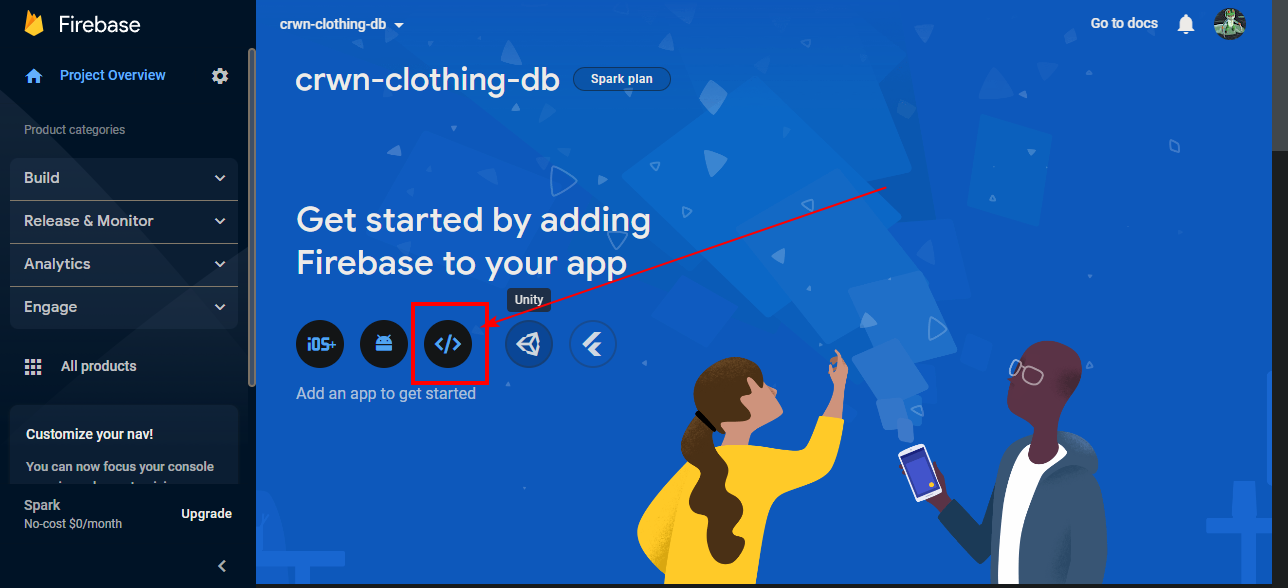 Firebase
crwn-clothing-db
Go to docs
Project Overview
crwn-clothing-db
Spark plan
Product categories
Build
Release & Monitor
Analytics
Engage
All products
Customize your nav!
You can now focus your console
Spark
No-cost $0/month
Upgrade
Get started by adding
Firebase to your app
Unity
iOS+
</>
Add an app to get started